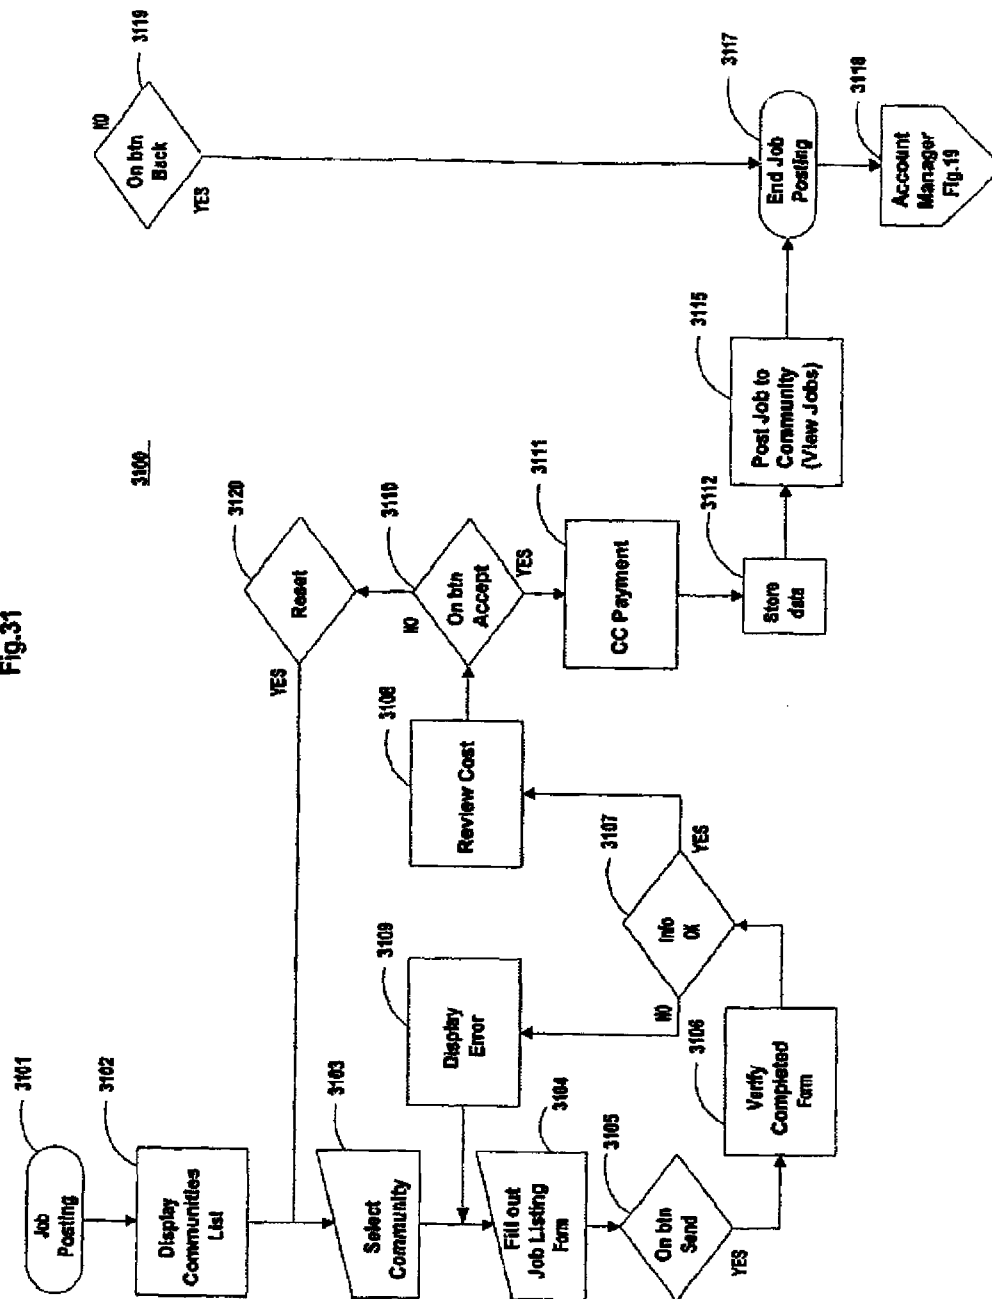 Fig.31
3100
3101
Job
Posting
3102
Display
Communities
List
3103
Select
Community
3104
Fill out
Job Listing
Form
3105
On btn
Send
YES
3106
Verify
Completed
Form
3107
Info
OK
NO
YES
3109
Display
Error
3108
Review Cost
3110
On btn
Accept
NO
YES
3120
Reset
YES
3111
CC Payment
3112
Store
data
3115
Post Job to
Community
(View Jobs)
3119
On btn
Back
NO
YES
3117
End Job
Posting
3118
Account
Manager
Fig.19